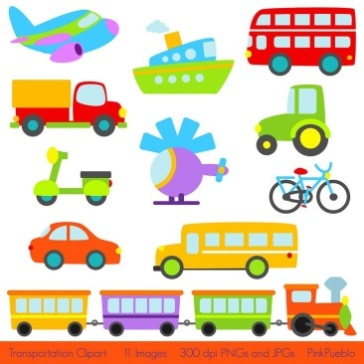 Transportation Clipart 11 Images 300 dpi PNGs and JPGs PinkPueblo